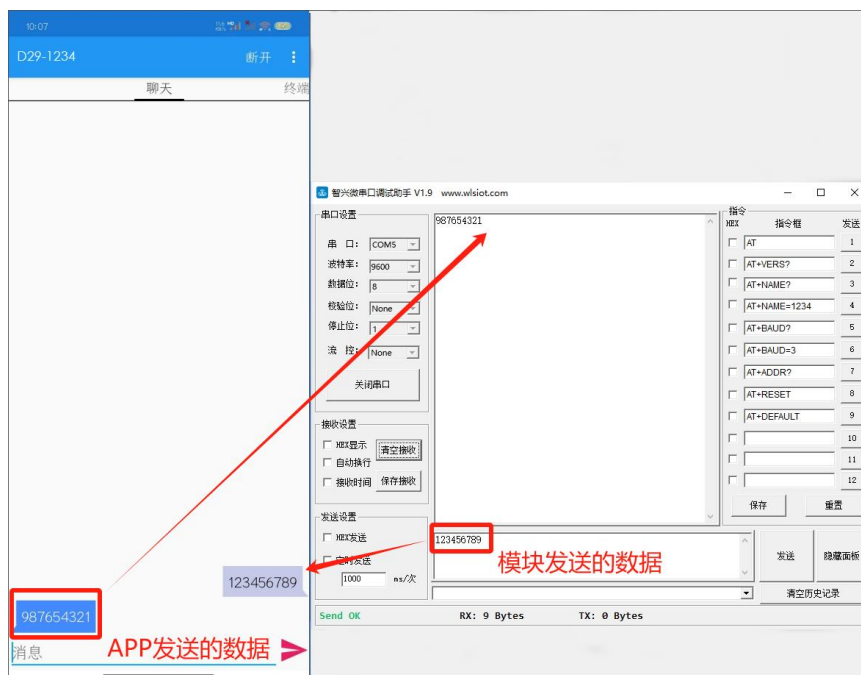 10:07
D29-1234
断开
聊天
终端
987654321
123456789
消息
APP发送的数据
智兴微串口调试助手 V1.9 www.wlsiot.com
串口设置
串 口: COM5
波特率: 9600
数据位: 8
校验位: None
停止位: 1
流 控: None
关闭串口
接收设置
HEX显示
清空接收
自动换行
接收时间
保存接收
发送设置
HEX发送
定时发送
1000 ms/次
987654321
123456789
模块发送的数据
指令
HEX 指令框 发送
AT 1
AT+VERS? 2
AT+NAME? 3
AT+NAME=1234 4
AT+BAUD? 5
AT+BAUD=3 6
AT+ADDR? 7
AT+RESET 8
AT+DEFAULT 9
10
11
12
保存 重置
发送
隐藏面板
清空历史记录
Send OK RX: 9 Bytes TX: 0 Bytes